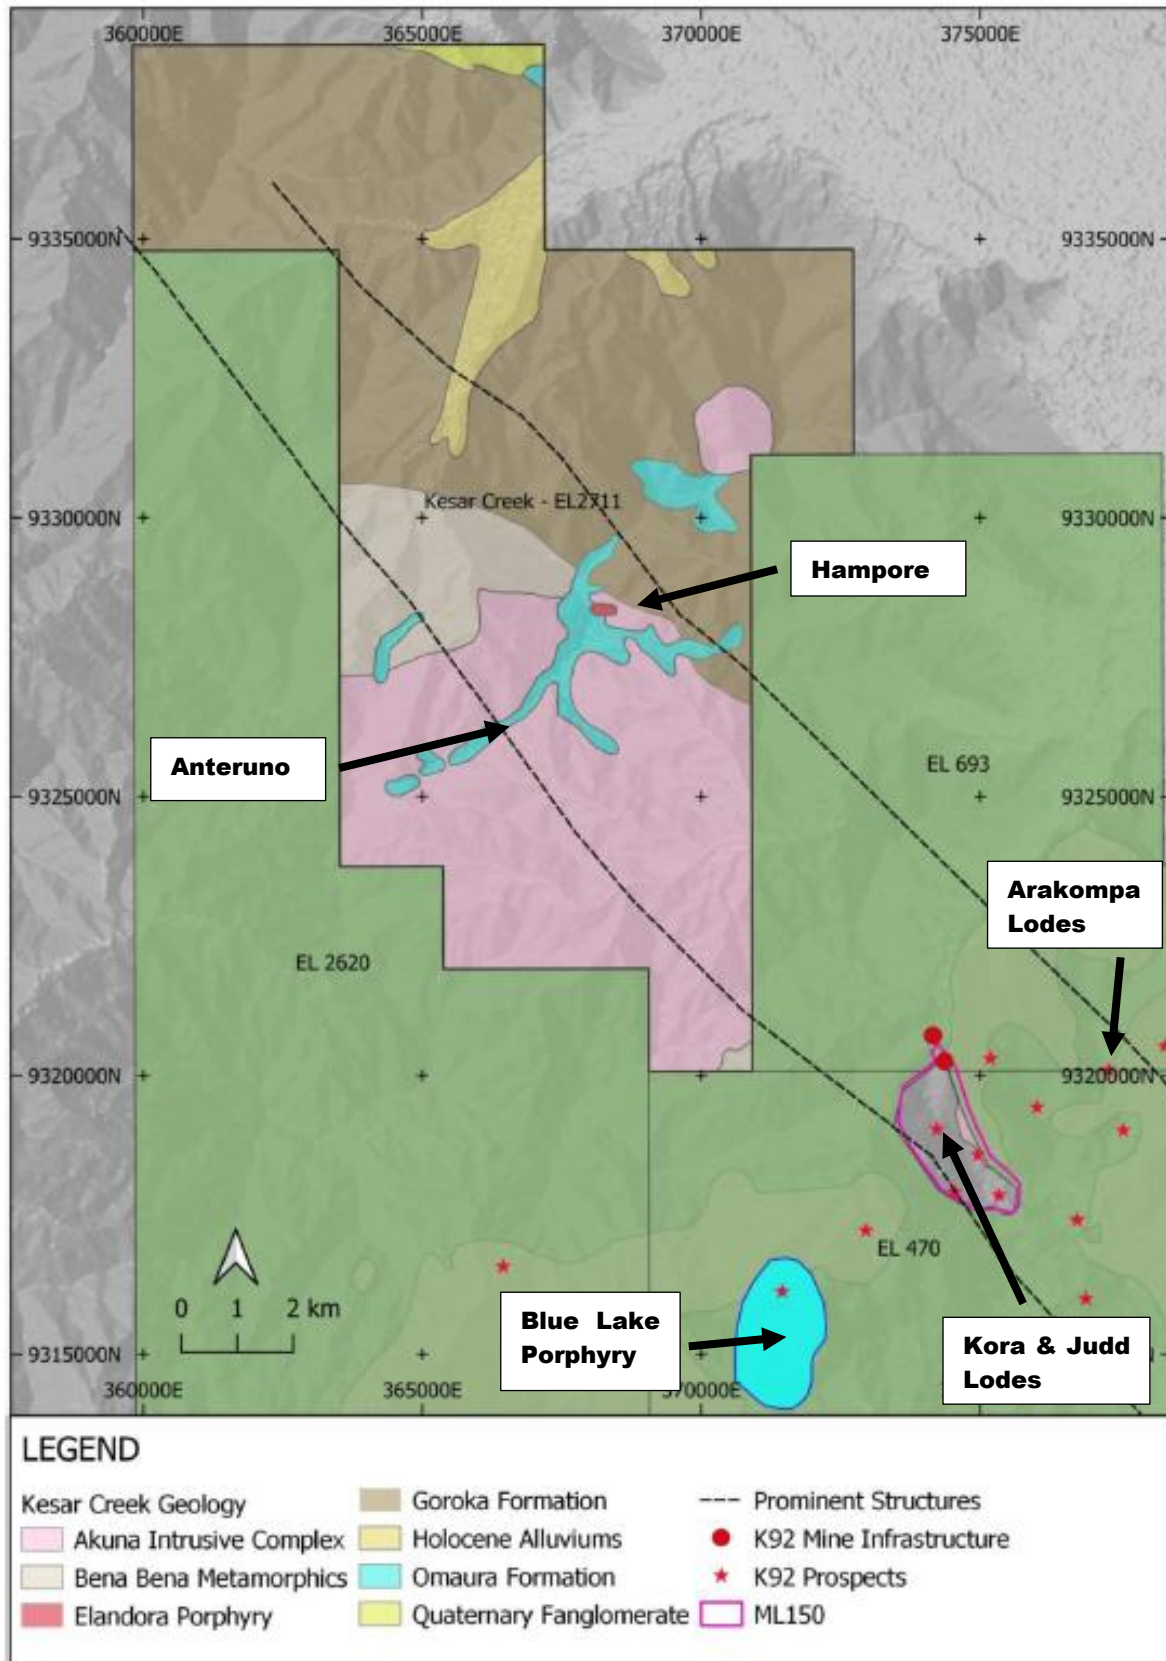 360000E 365000E 370000E 375000E
9335000N 9335000N
Kesar Creek - EL2711
9330000N 9330000N
Hampore
Anteruno
EL 693
9325000N 9325000N
Arakompa
Lodes
EL 2620
9320000N 9320000N
EL 470
0 1 2 km
Blue Lake
Porphyry
Kora & Judd
Lodes
9315000N
360000E 365000E 370000E
LEGEND
Kesar Creek Geology
Akuna Intrusive Complex
Bena Bena Metamorphics
Elandora Porphyry
Goroka Formation
Holocene Alluviums
Omaura Formation
Quaternary Fanglomerate
Prominent Structures
K92 Mine Infrastructure
K92 Prospects
ML150